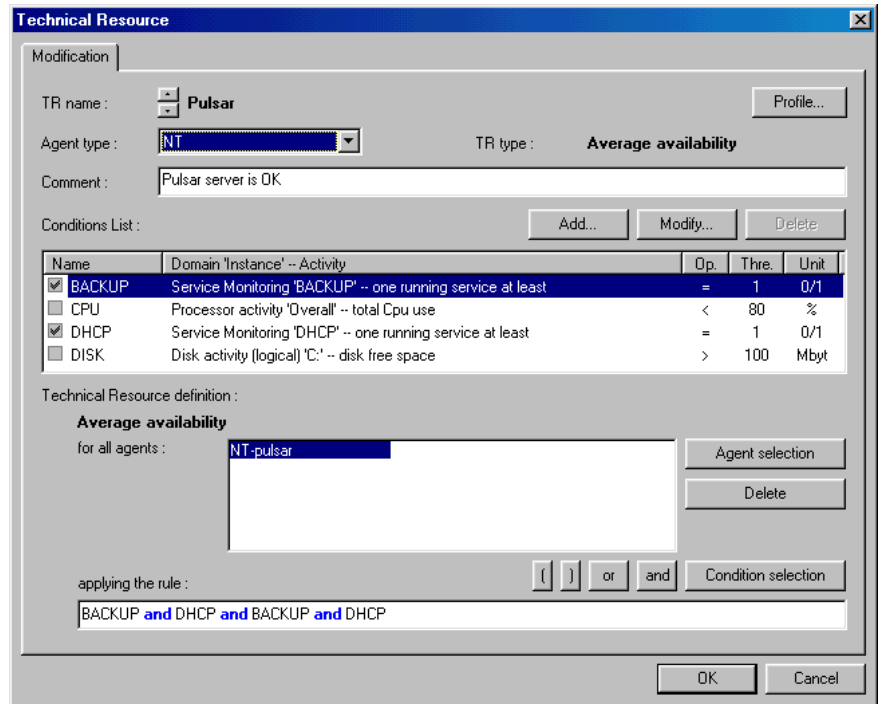 Technical Resource
Modification
TR name : Pulsar Profile...
Agent type : NT TR type : Average availability
Comment : Pulsar server is OK
Conditions List : Add... Modify... Delete
Name Domain 'Instance' -- Activity Op. Thre. Unit
BACKUP Service Monitoring 'BACKUP' -- one running service at least = 1 0/1
CPU Processor activity 'Overall' -- total Cpu use < 80 %
DHCP Service Monitoring 'DHCP' -- one running service at least = 1 0/1
DISK Disk activity (logical) 'C:' -- disk free space > 100 Mbyt
Technical Resource definition :
Average availability
for all agents : NT-pulsar Agent selection
Delete
applying the rule : ( ) or and Condition selection
BACKUP and DHCP and BACKUP and DHCP
OK Cancel